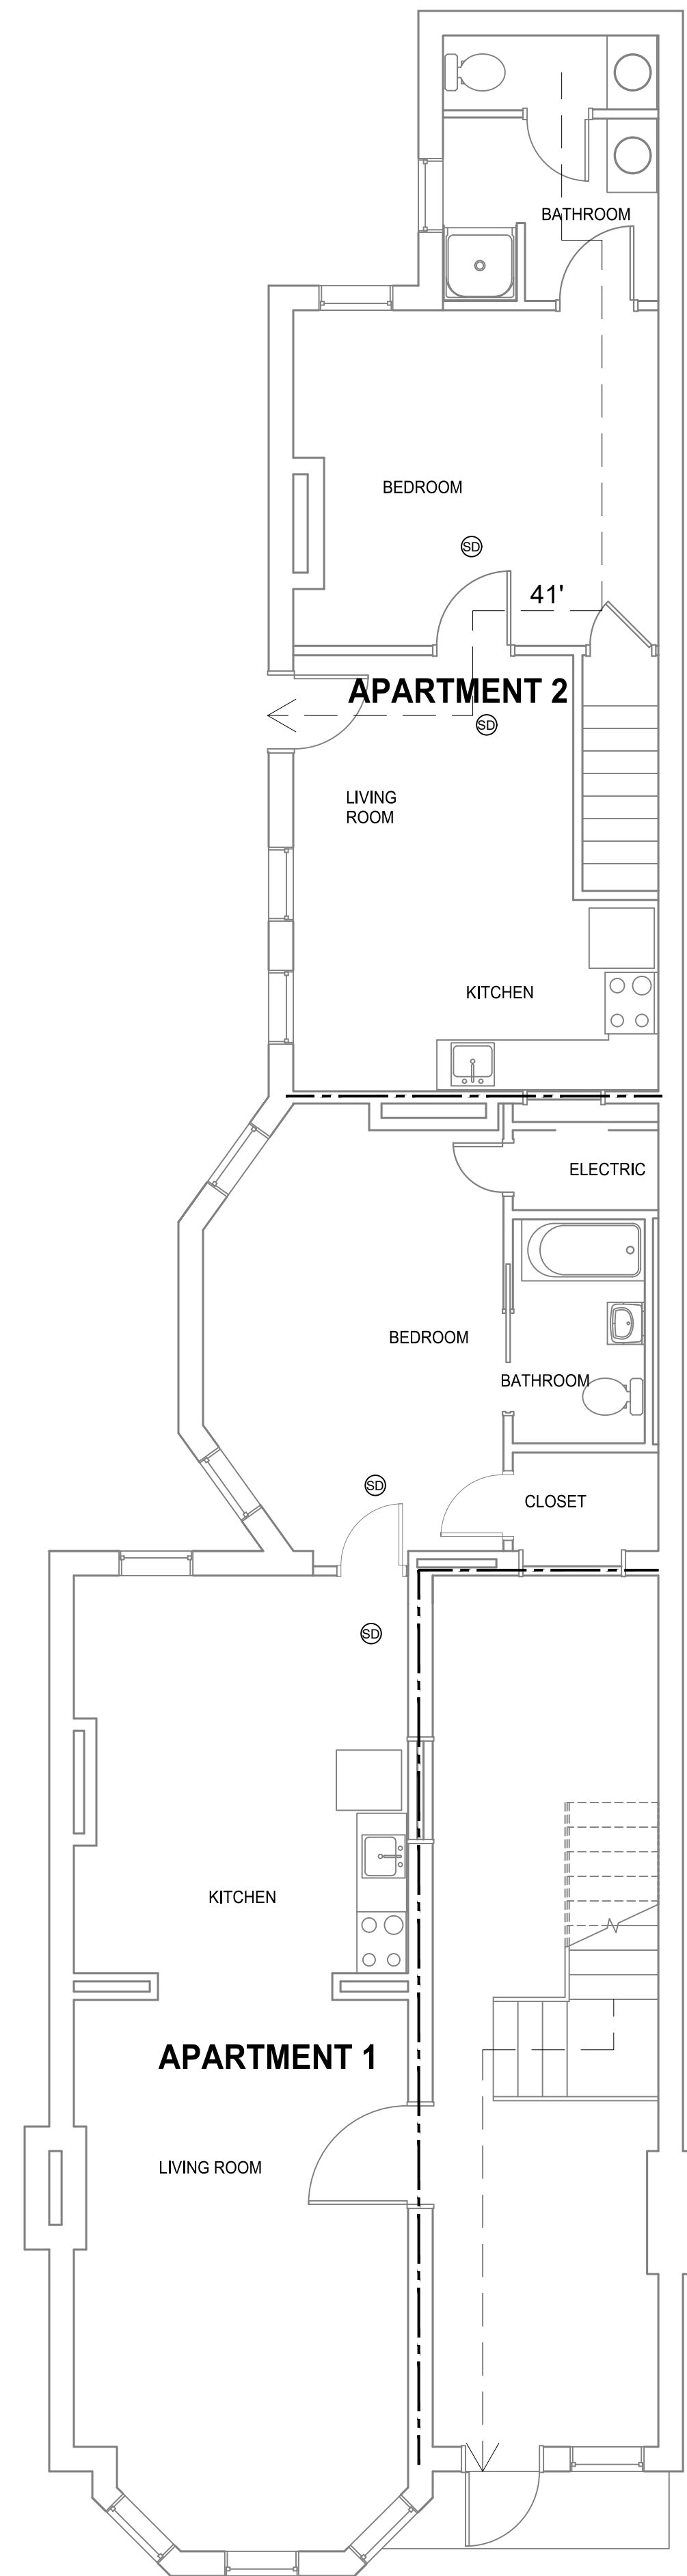 BATHROOM
BEDROOM
SD
41'
APARTMENT 2
SD
LIVING
ROOM
KITCHEN
ELECTRIC
BEDROOM
BATHROOM
SD
CLOSET
SD
KITCHEN
APARTMENT 1
LIVING ROOM